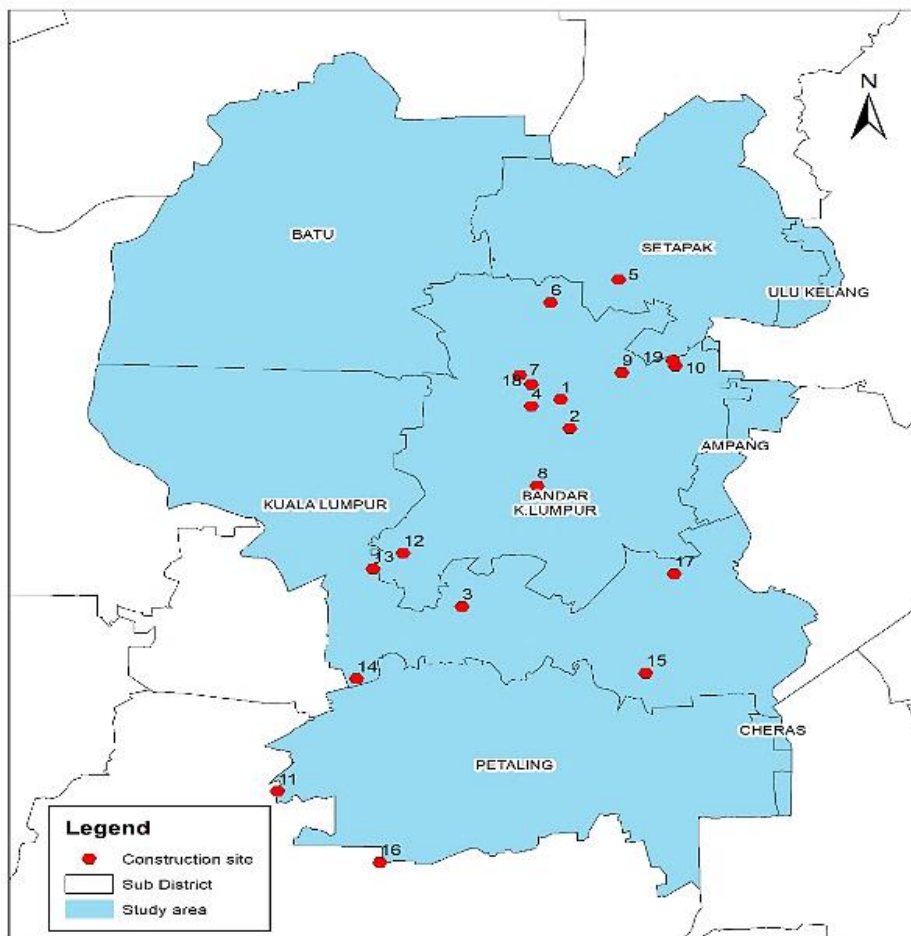 N
BATU
SETAPAK
5
ULU KELANG
6
19
9
10
7
18
1
4
2
AMPANG
8
KUALA LUMPUR
BANDAR
K.LUMPUR
12
13
17
3
15
14
CHERAS
PETALING
11
16
Legend
Construction site
Sub District
Study area